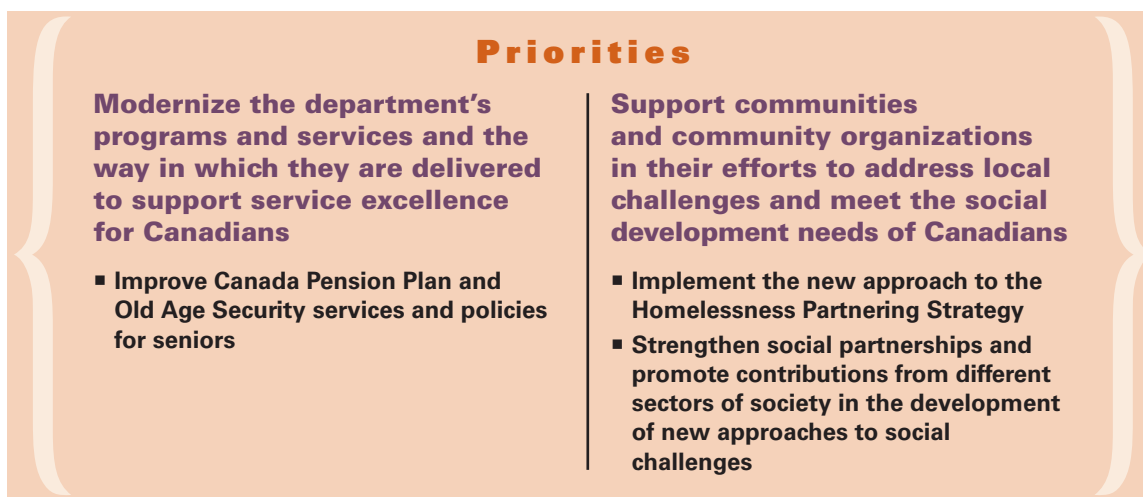 Priorities
Modernize the department's
programs and services and the
way in which they are delivered
to support service excellence
for Canadians
■ Improve Canada Pension Plan and
Old Age Security services and policies
for seniors
Support communities
and community organizations
in their efforts to address local
challenges and meet the social
development needs of Canadians
■ Implement the new approach to the
Homelessness Partnering Strategy
■ Strengthen social partnerships and
promote contributions from different
sectors of society in the development
of new approaches to social
challenges